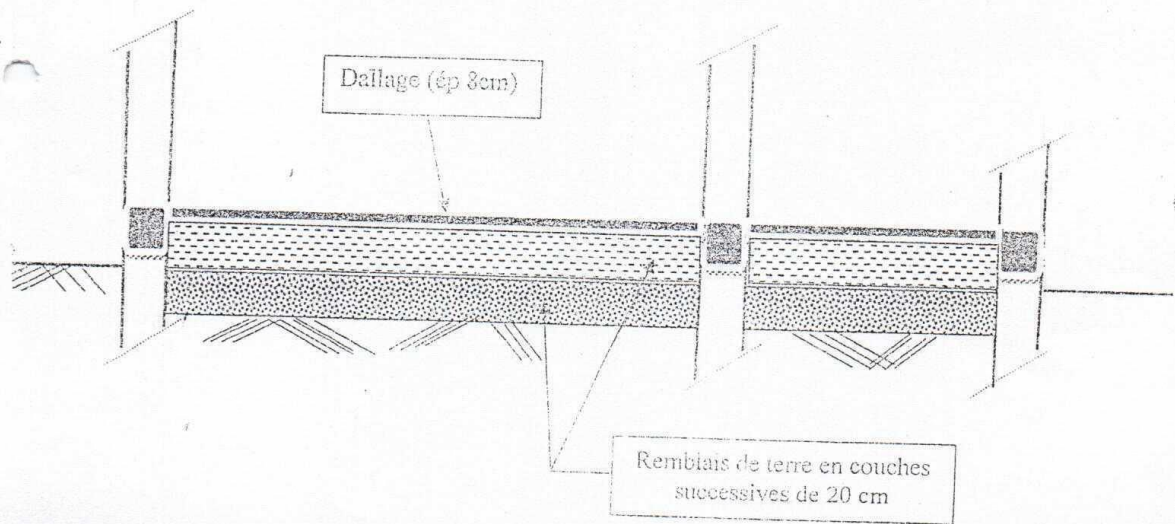 Dallage (ép 8cm)
Remblais de terre en couches
successives de 20 cm